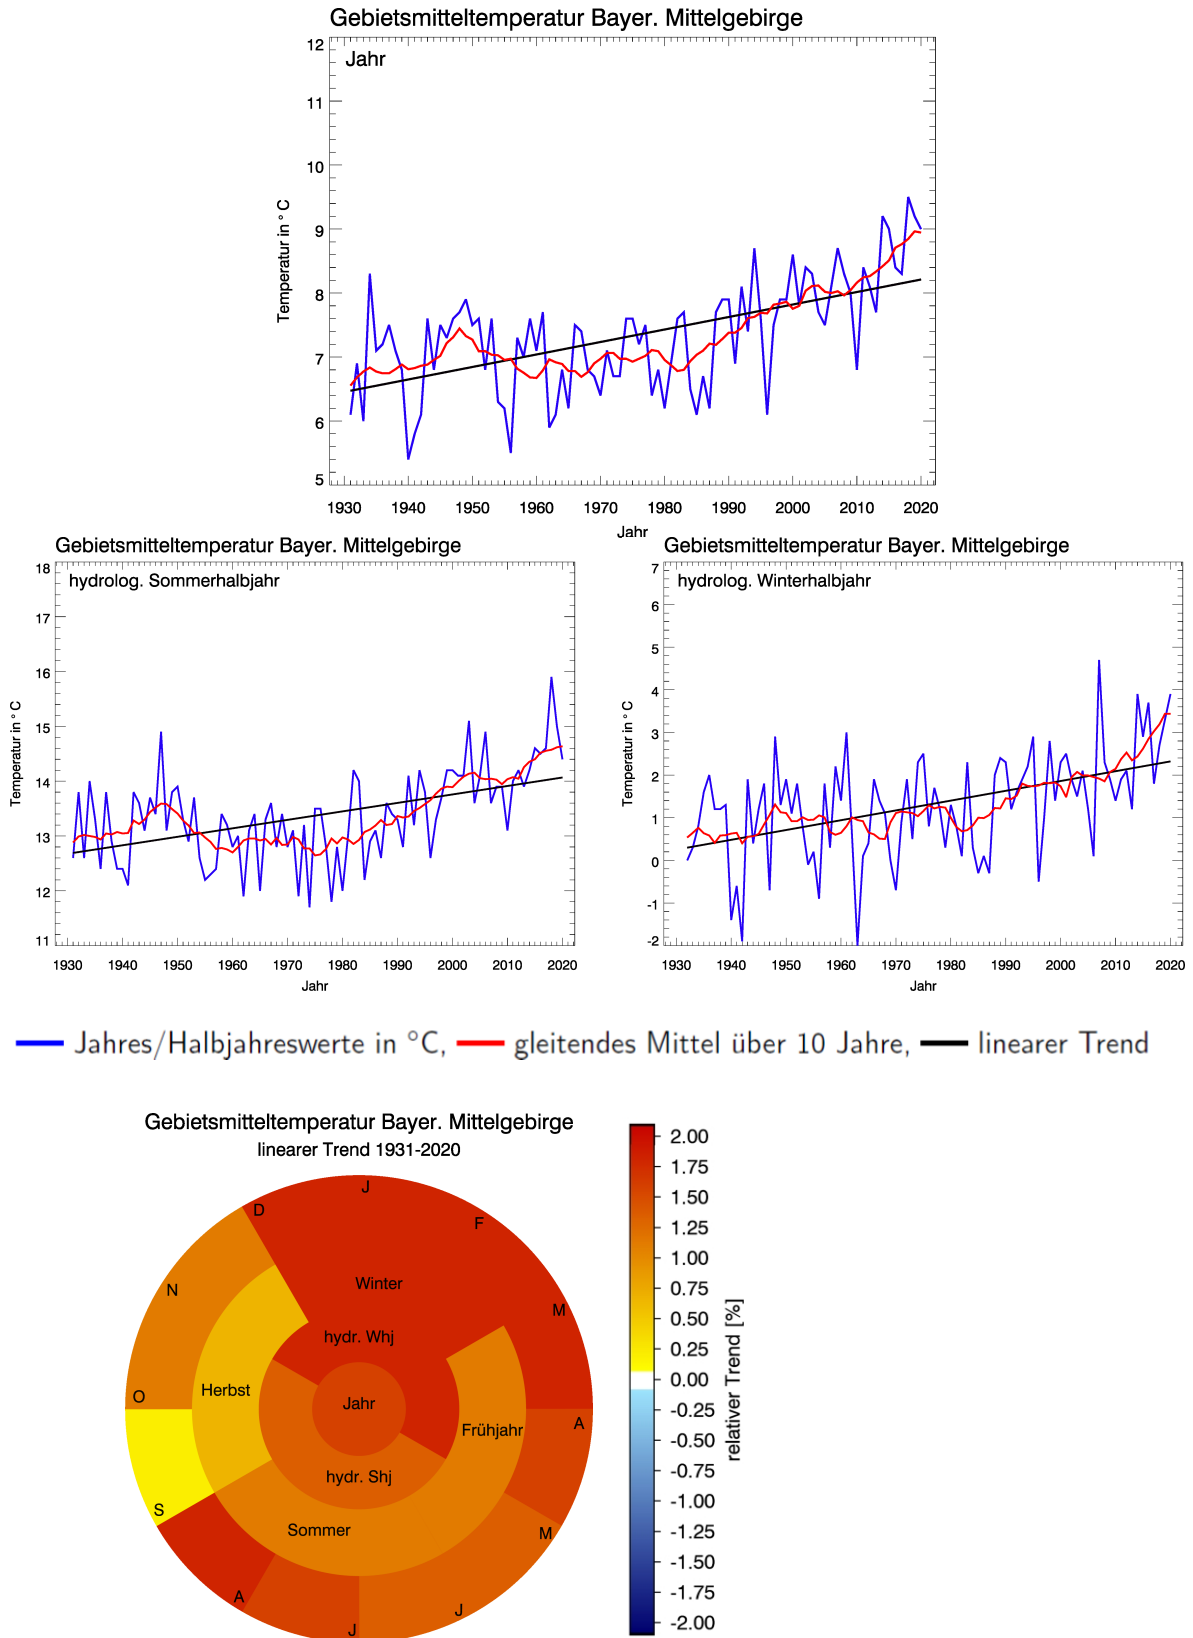 Gebietsmitteltemperatur Bayer. Mittelgebirge
Jahr
12
11
10
9
8
7
6
5
Temperatur in ° C
1930 1940 1950 1960 1970 1980 1990 2000 2010 2020
Jahr
Gebietsmitteltemperatur Bayer. Mittelgebirge
hydrolog. Sommerhalbjahr
18
17
16
15
14
13
12
11
Temperatur in ° C
1930 1940 1950 1960 1970 1980 1990 2000 2010 2020
Jahr
Gebietsmitteltemperatur Bayer. Mittelgebirge
hydrolog. Winterhalbjahr
7
6
5
4
3
2
1
0
-1
-2
Temperatur in ° C
1930 1940 1950 1960 1970 1980 1990 2000 2010 2020
Jahr
Jahres/Halbjahreswerte in °C, gleitendes Mittel über 10 Jahre, linearer Trend
Gebietsmitteltemperatur Bayer. Mittelgebirge
linearer Trend 1931-2020
J
F
M
A
M
J
J
A
S
O
N
D
Winter
hydr. Whj
Herbst
Jahr
Frühjahr
hydr. Shj
Sommer
2.00
1.75
1.50
1.25
1.00
0.75
0.50
0.25
0.00
-0.25
-0.50
-0.75
-1.00
-1.25
-1.50
-1.75
-2.00
relativer Trend [%]